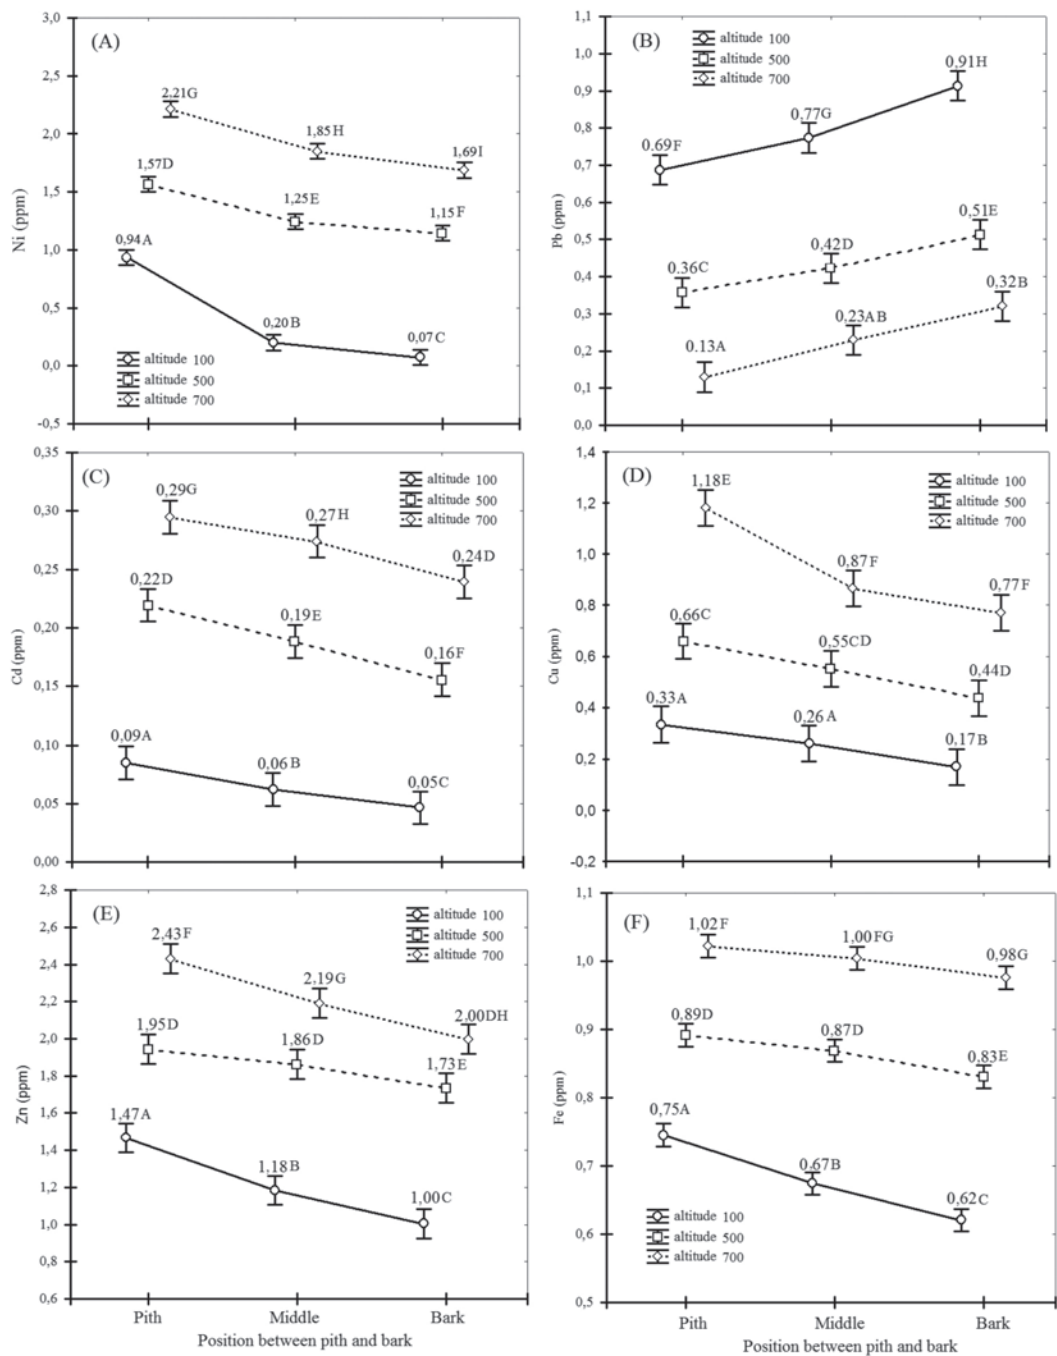 (A)
3,0
2,5
2,0
1,5
1,0
0,5
0,0
-0,5
Ni (ppm)
2,21G
1,85H
1,69I
1,57D
1,25E
1,15F
0,94A
0,20B
0,07C
altitude 100
altitude 500
altitude 700
(B)
altitude 100
altitude 500
altitude 700
1,1
1,0
0,9
0,8
0,7
0,6
0,5
0,4
0,3
0,2
0,1
0,0
Pb (ppm)
0,91H
0,77G
0.69F
0,51E
0,42D
0,36C
0,32B
0,23AB
0.13A
(C)
altitude 100
altitude 500
altitude 700
0,35
0,30
0,25
0,20
0,15
0,10
0,05
0,00
Cd (ppm)
0,29G
0,27H
0,24D
0,22D
0,19E
0,16F
0,09A
0,06B
0,05C
(D)
altitude 100
altitude 500
altitude 700
1,4
1,2
1,0
0,8
0,6
0,4
0,2
0,0
-0,2
Cu (ppm)
1,18E
0,87F
0,77F
0,66C
0,55CD
0,44D
0,33A
0,26A
0,17B
(E)
altitude 100
altitude 500
altitude 700
2,8
2,6
2,4
2,2
2,0
1,8
1,6
1,4
1,2
1,0
0,8
0,6
Zn (ppm)
2,43F
2,19G
2,00DH
1,95D
1,86D
1,73E
1,47A
1,18B
1,00C
Pith Middle Bark
Position between pith and bark
(F)
1,1
1,0
0,9
0,8
0,7
0,6
0,5
Fe (ppm)
1,02F
1,00FG
0,98G
0,89D
0,87D
0,83E
0,75A
0.67B
0,62C
altitude 100
altitude 500
altitude 700
Pith Middle Bark
Position between pith and bark